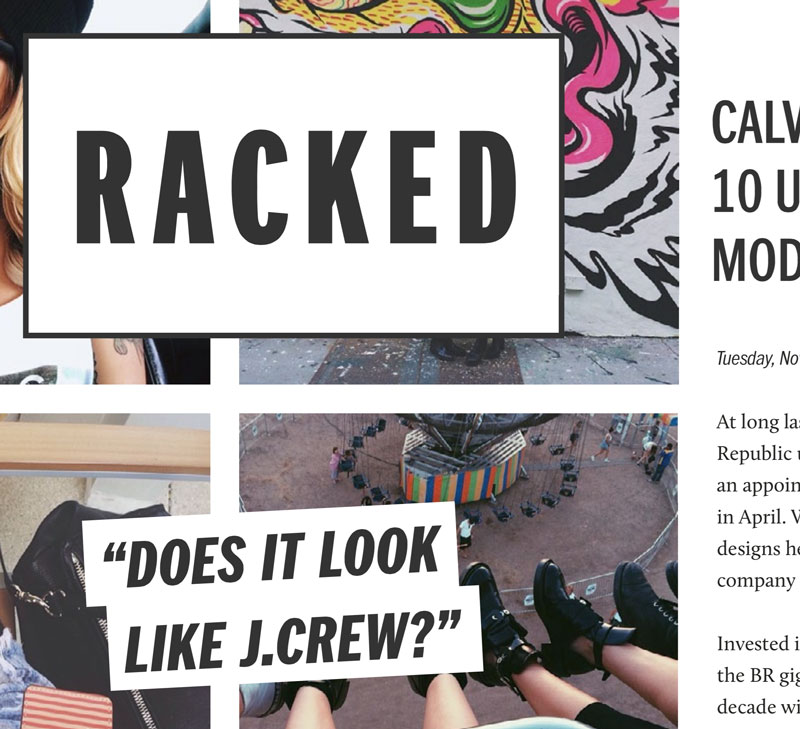 RACKED
“DOES IT LOOK
LIKE J.CREW?”
CALV
10 U
MOD
Tuesday, No
At long las
Republic u
an appoin
in April. V
designs he
company
Invested i
the BR gig
decade wi